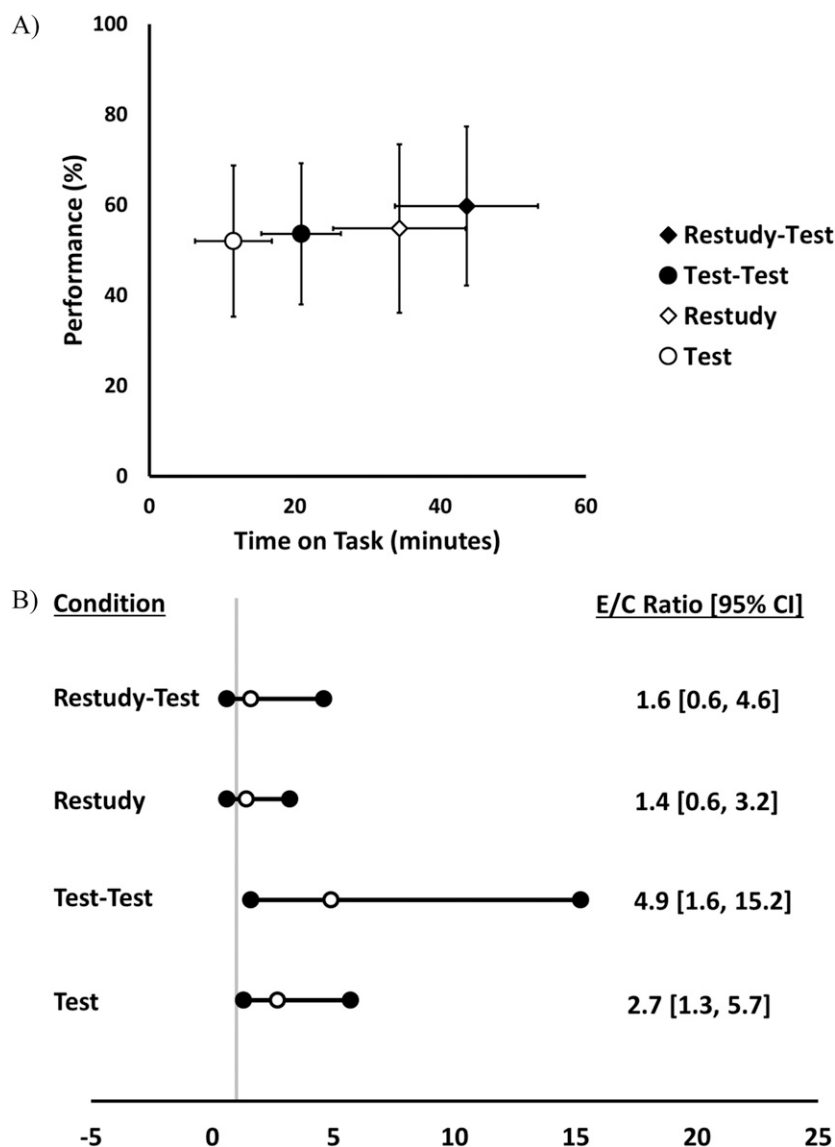 A)
100
80
60
40
20
0
Performance (%)
0 20 40 60
Time on Task (minutes)
Restudy-Test
Test-Test
Restudy
Test
B) Condition E/C Ratio [95% CI]
Restudy-Test 1.6 [0.6, 4.6]
Restudy 1.4 [0.6, 3.2]
Test-Test 4.9 [1.6, 15.2]
Test 2.7 [1.3, 5.7]
-5 0 5 10 15 20 25